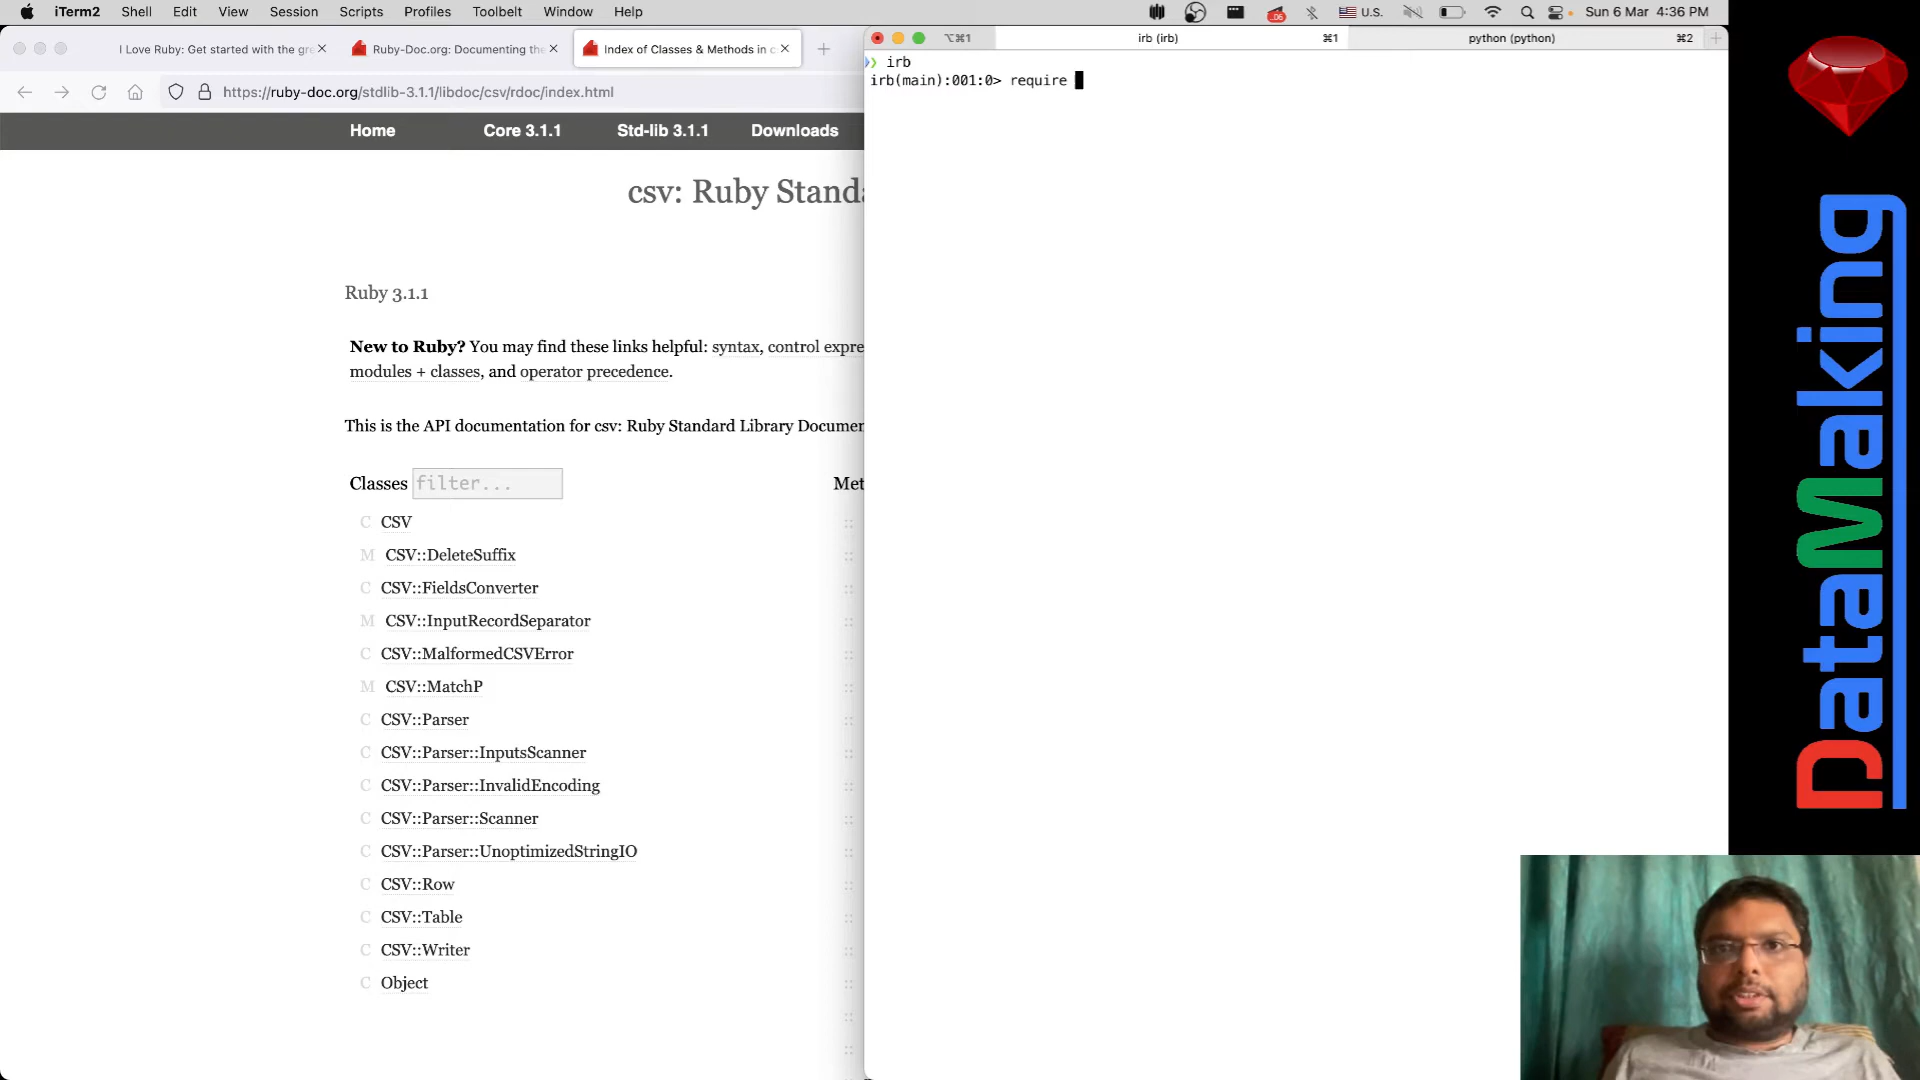 iTerm2 Shell Edit View Session Scripts Profiles Toolbelt Window Help
.06 U.S. Sun 6 Mar 4:36 PM
I Love Ruby: Get started with the gre
Ruby-Doc.org: Documenting the
Index of Classes & Methods in c
https://ruby-doc.org/stdlib-3.1.1/libdoc/csv/rdoc/index.html
Home Core 3.1.1 Std-lib 3.1.1 Downloads
csv: Ruby Standa
Ruby 3.1.1
New to Ruby? You may find these links helpful: syntax, control expre
modules + classes, and operator precedence.
This is the API documentation for csv: Ruby Standard Library Documen
Classes filter... Met
C CSV ::
M CSV::DeleteSuffix ::
C CSV::FieldsConverter ::
M CSV::InputRecordSeparator ::
C CSV::MalformedCSVError ::
M CSV::MatchP ::
C CSV::Parser ::
C CSV::Parser::InputsScanner ::
C CSV::Parser::InvalidEncoding ::
C CSV::Parser::Scanner ::
C CSV::Parser::UnoptimizedStringIO ::
C CSV::Row ::
C CSV::Table ::
C CSV::Writer ::
C Object ::
::
::
⌥⌘1 irb (irb) ⌘1 python (python) ⌘2
irb
irb(main):001:0> require
DataMaking